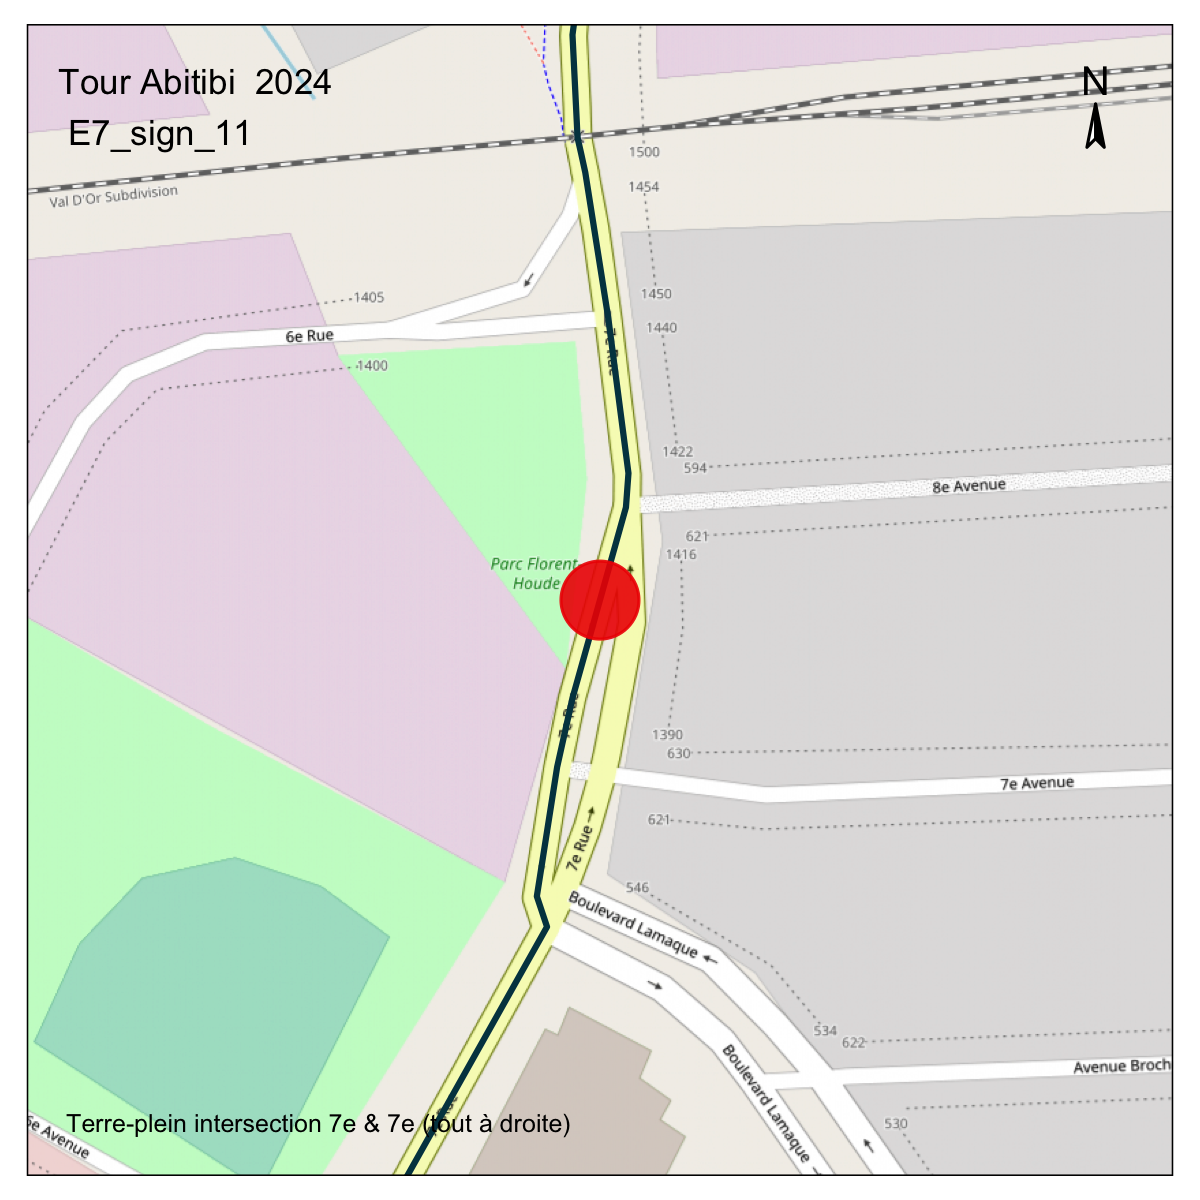 Tour Abitibi  2024
N
E7_sign_11
1500
Val D'Or Subdivision
1454
1450
1405
1440
6e Rue
7e Rue
1400
1422
594
8e Avenue
621
1416
Parc Florent-
Houde
7e Rue
1390
630
7e Avenue
621
7e Rue
546
Boulevard Lamaque
534
622
Boulevard Lamaque
Avenue Broch
530
Terre-plein intersection 7e & 7e (tout à droite)
6e Avenue